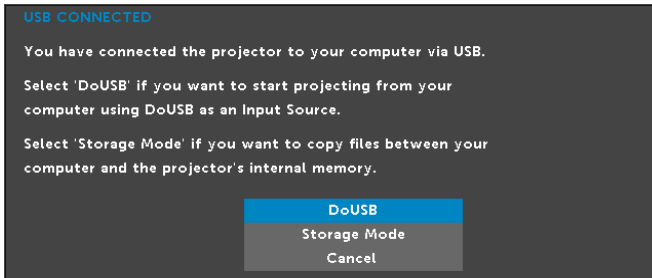 USB CONNECTED
You have connected the projector to your computer via USB.
Select 'DoUSB' if you want to start projecting from your
computer using DoUSB as an Input Source.
Select 'Storage Mode' if you want to copy files between your
computer and the projector's internal memory.
DoUSB
Storage Mode
Cancel